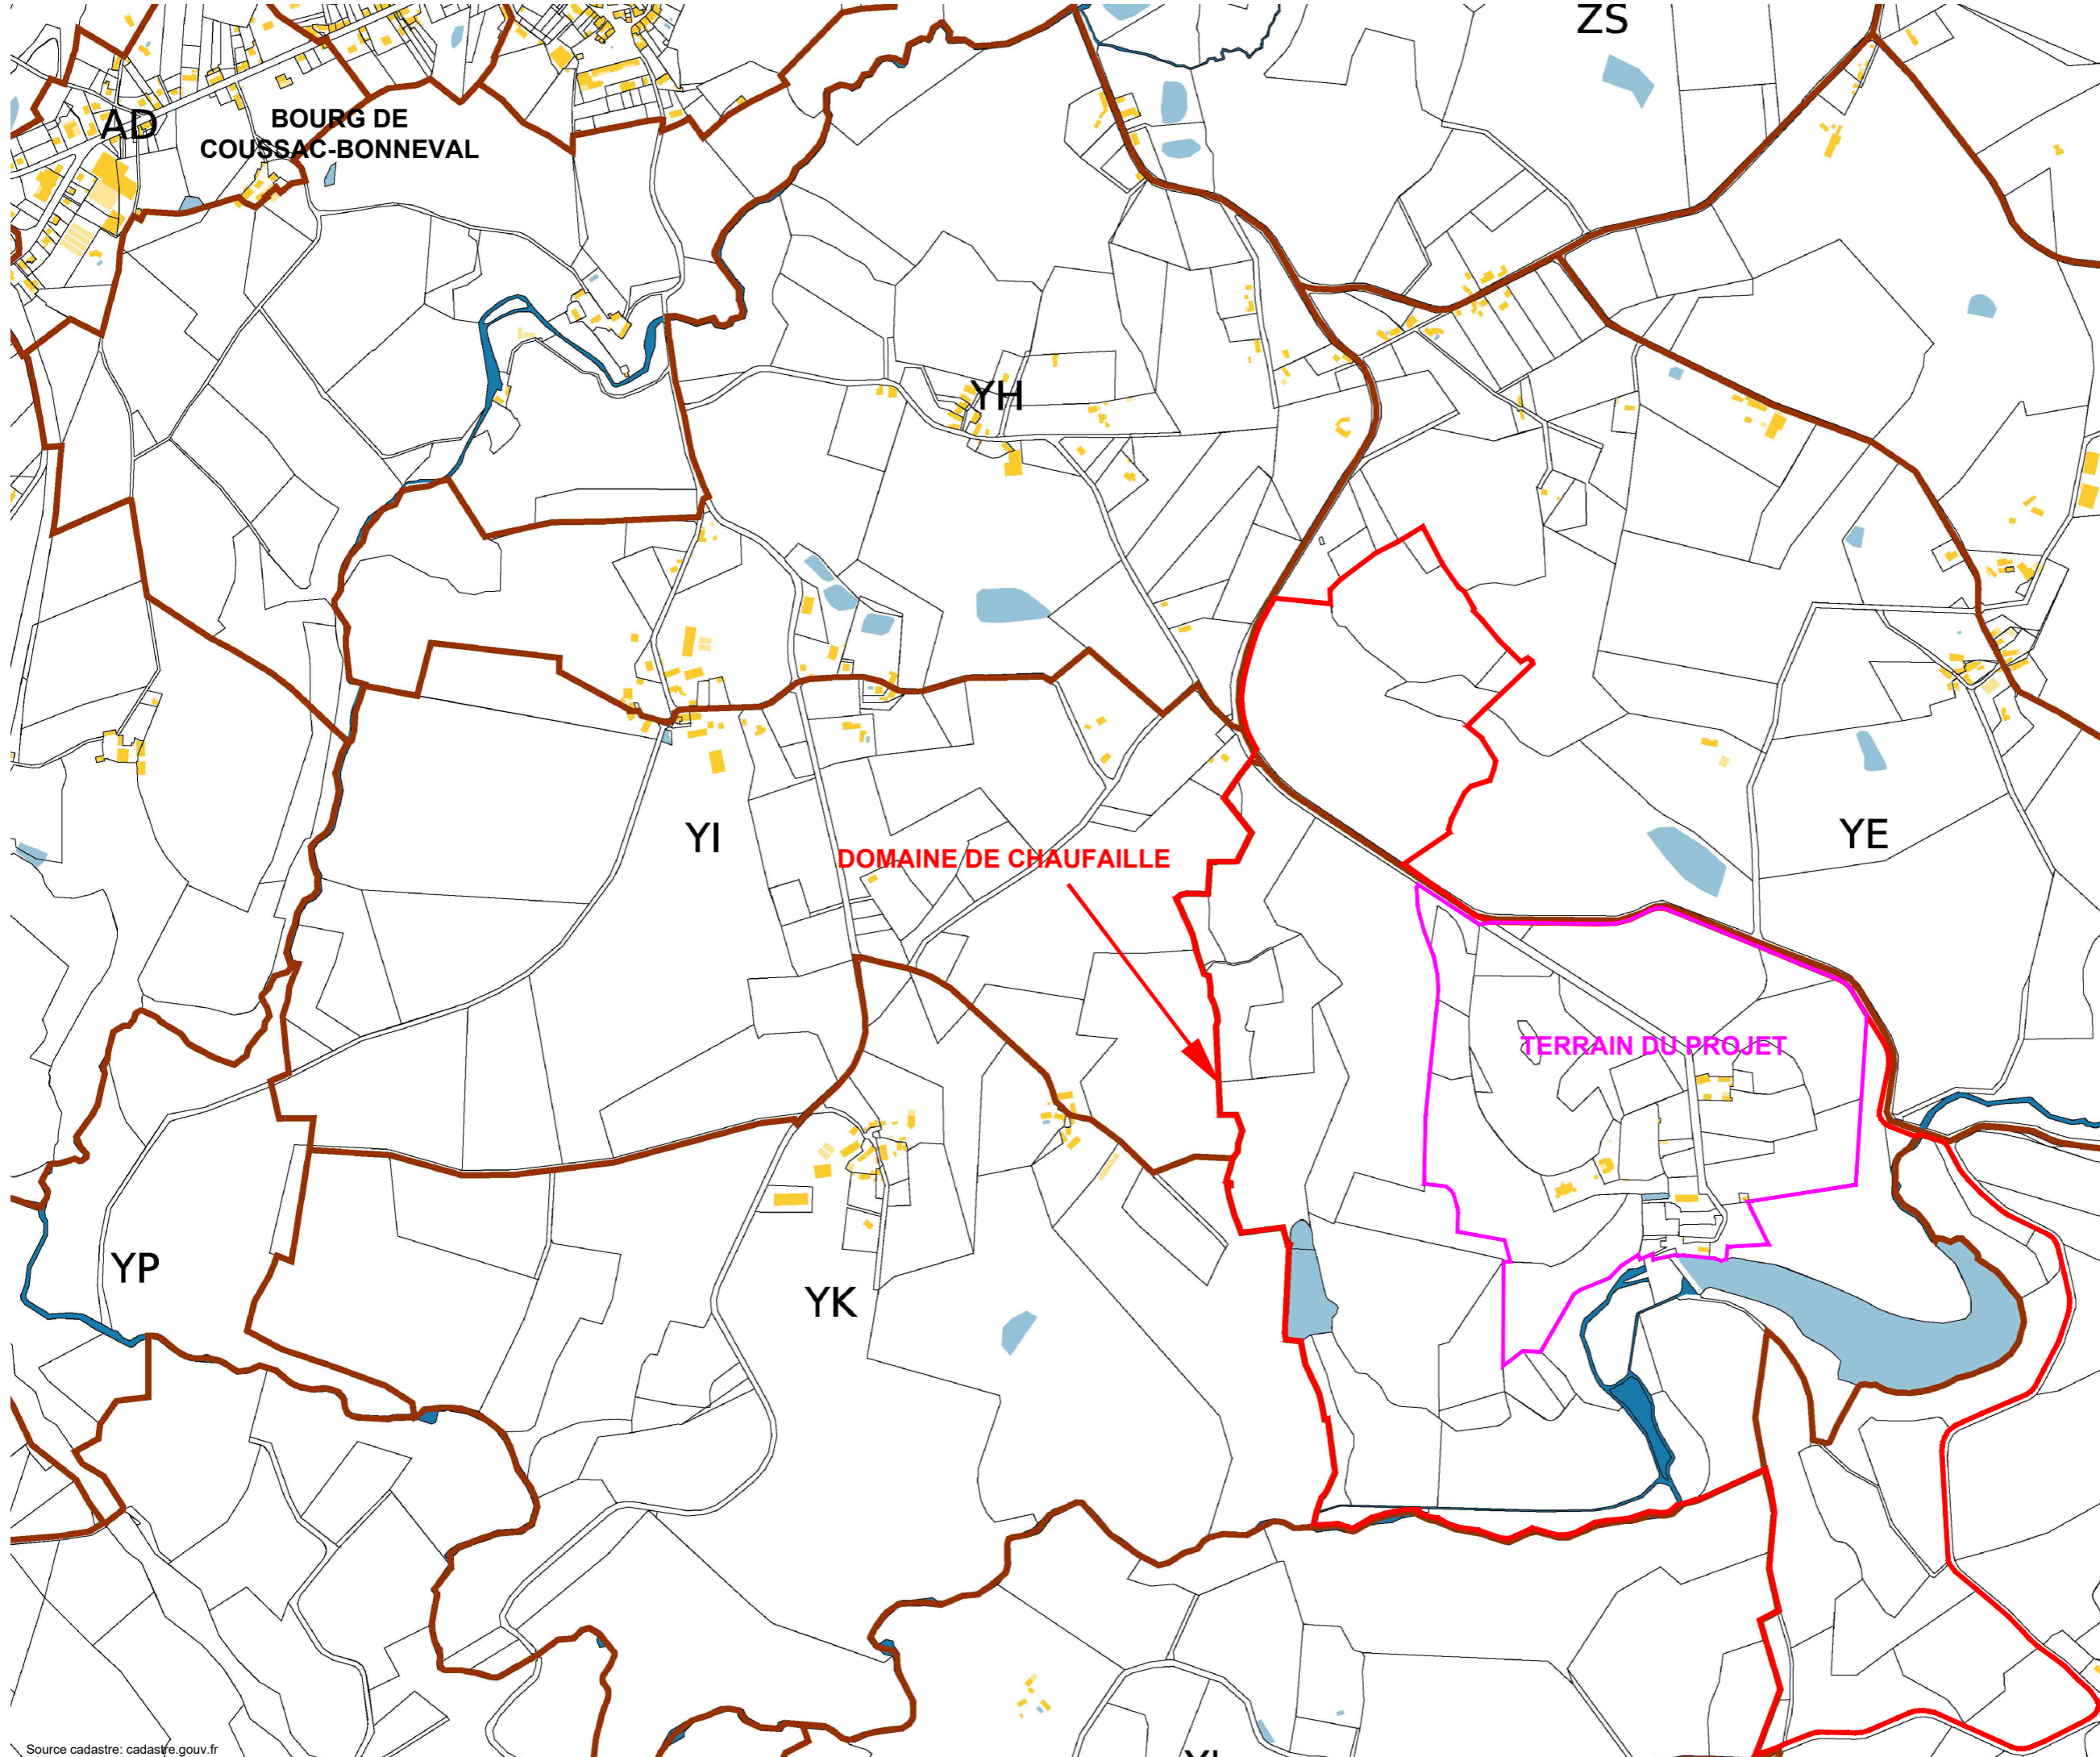 ZS
AD
BOURG DE
COUSSAC-BONNEVAL
YH
YI
YE
DOMAINE DE CHAUFAILLE
TERRAIN DU PROJET
YP
YK
Source cadastre: cadastre.gouv.fr